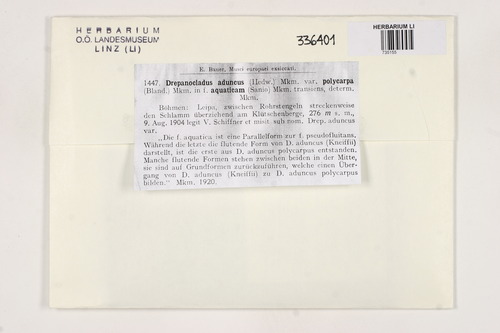 HERBARIUM
O.Ö. LANDESMUSEUM
LINZ (LI)
336401
HERBARIUM LI
E. Bauer, Musci europaei exsiccati.
1447. Drepanocladus aduncus (Hedw.) Mkm. var. polycarpa
(Bland.) Mkm. in f. aquaticam (Sanio) Mkm. transiens, determ.
Mkm.
Böhmen: Leipa, zwischen Rohrstengeln streckenweise
den Schlamm überziehend am Klütschenberge, 276 m s. m.,
9. Aug. 1904 legit V. Schiffner et misit sub nom. Drep. aduncus
var.
„Die f. aquatica ist eine Parallelform zur f. pseudofluitans.
Während die letzte die flutende Form von D. aduncus (Kneiffii)
darstellt, ist die erste aus D. aduncus polycarpus entstanden.
Manche flutende Formen stehen zwischen beiden in der Mitte,
sie sind auf Grundformen zurückzuführen, welche einen Über-
gang von D. aduncus (Kneiffii) zu D. aduncus polycarpus
bilden." Mkm. 1920.